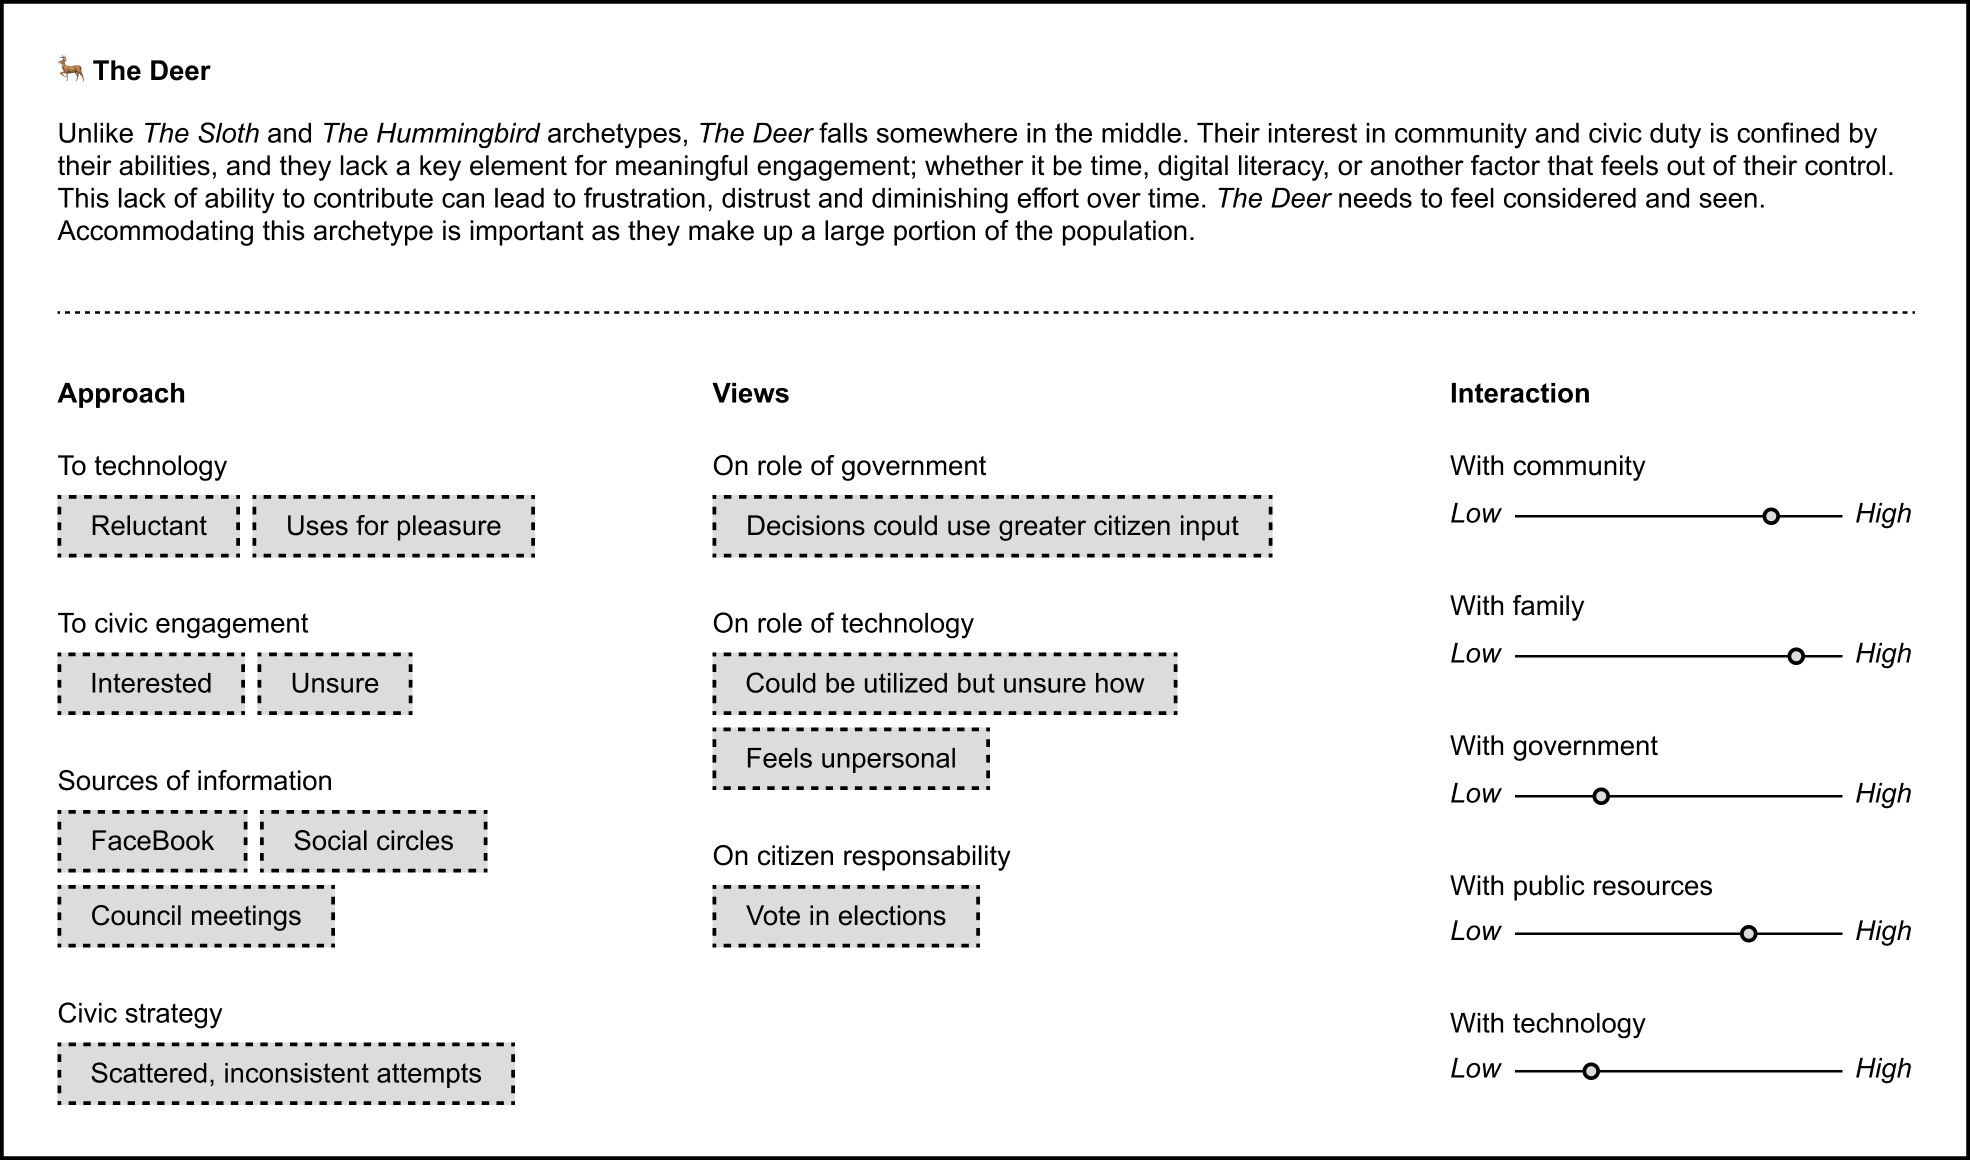 The Deer
Unlike The Sloth and The Hummingbird archetypes, The Deer falls somewhere in the middle. Their interest in community and civic duty is confined by
their abilities, and they lack a key element for meaningful engagement; whether it be time, digital literacy, or another factor that feels out of their control.
This lack of ability to contribute can lead to frustration, distrust and diminishing effort over time. The Deer needs to feel considered and seen.
Accommodating this archetype is important as they make up a large portion of the population.
Approach
To technology
Reluctant
Uses for pleasure
To civic engagement
Interested
Unsure
Sources of information
FaceBook
Social circles
Council meetings
Civic strategy
Scattered, inconsistent attempts
Views
On role of government
Decisions could use greater citizen input
On role of technology
Could be utilized but unsure how
Feels unpersonal
On citizen responsability
Vote in elections
Interaction
With community
Low High
With family
Low High
With government
Low High
With public resources
Low High
With technology
Low High